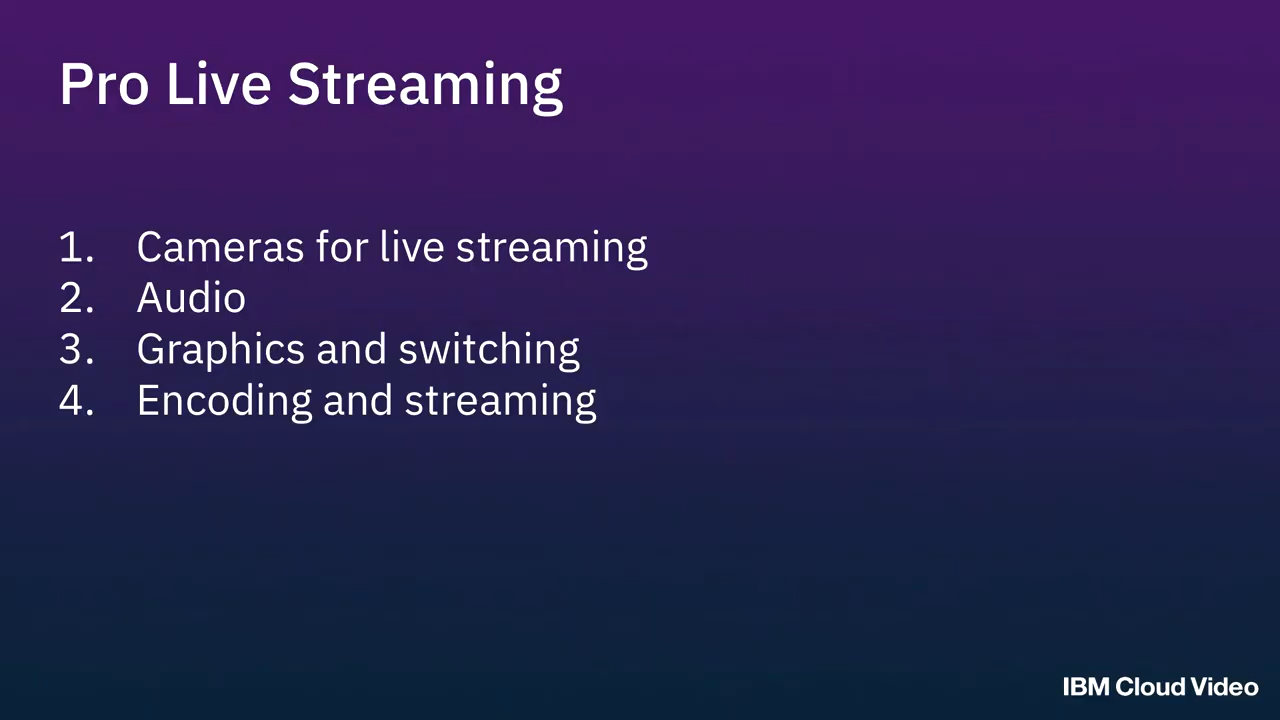 Pro Live Streaming
1. Cameras for live streaming
2. Audio
3. Graphics and switching
4. Encoding and streaming
IBM Cloud Video